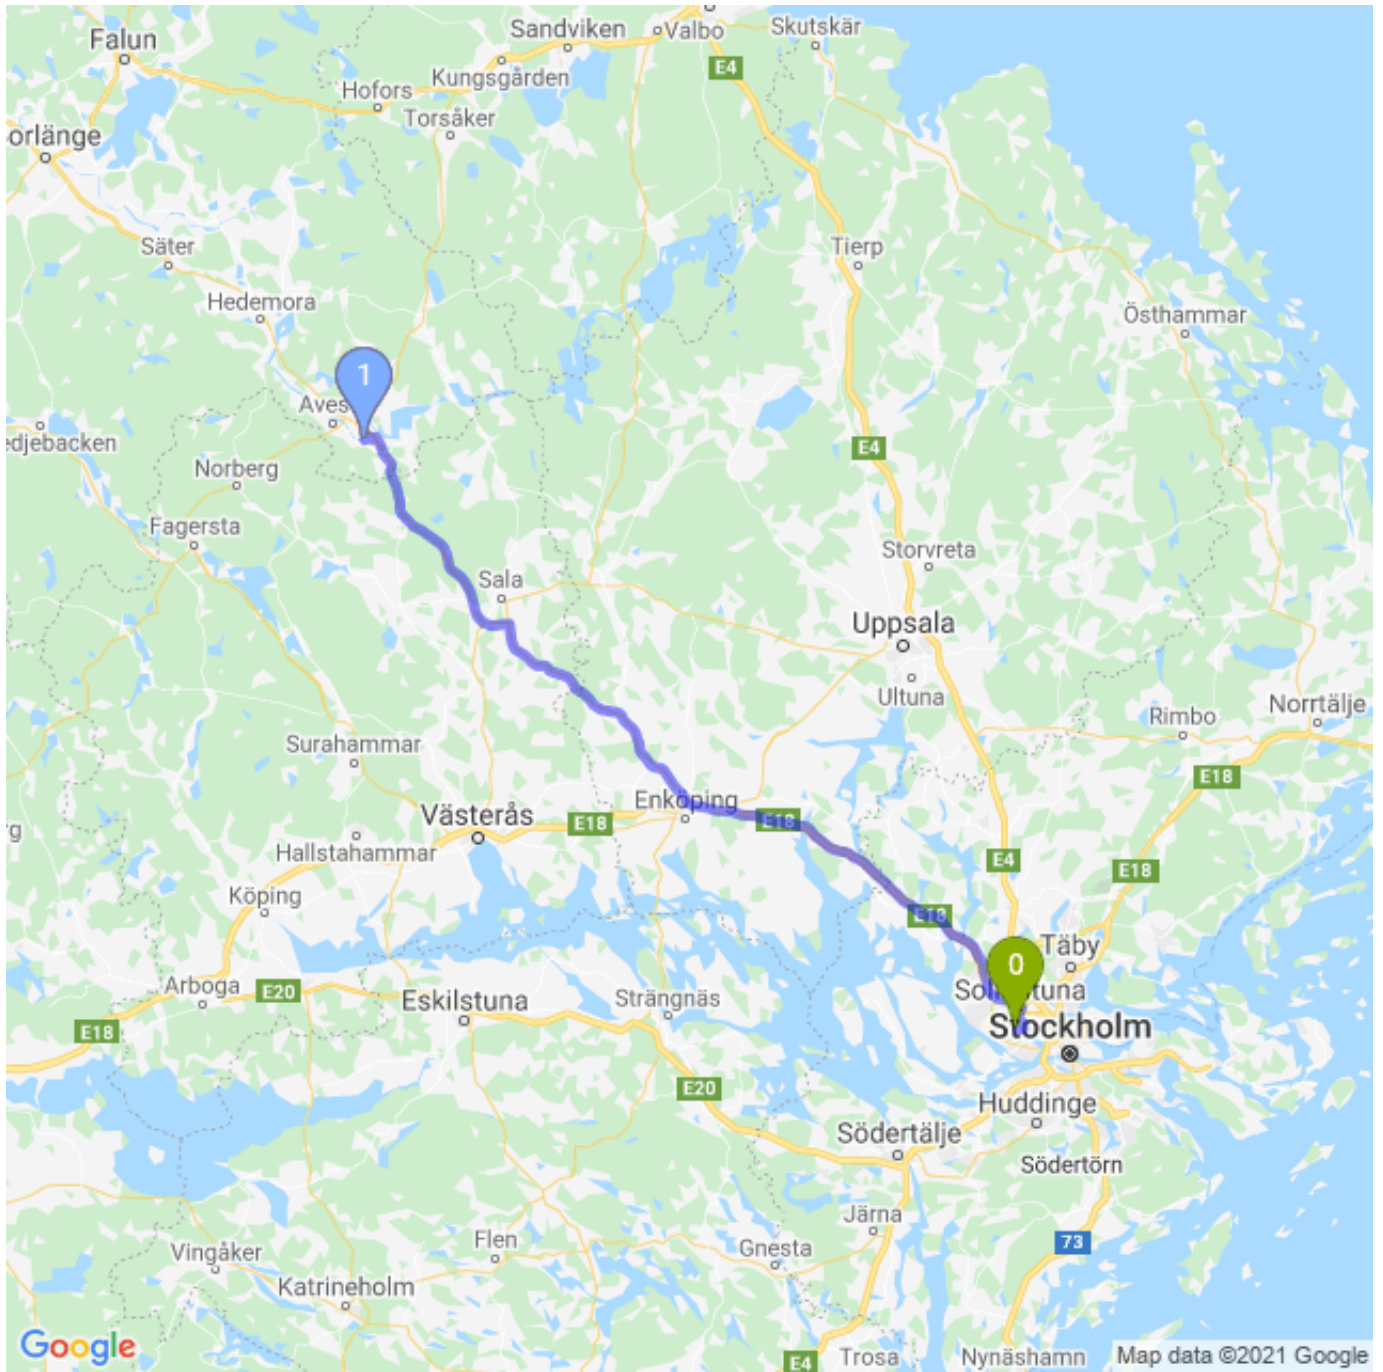 Sandviken
Valbo
Skutskär
Falun
E4
Kungsgården
Hofors
Torsåker
orlänge
Säter
Tierp
Hedemora
Östhammar
1
Aves
edjebacken
E4
Norberg
Fagersta
Storvreta
Sala
Uppsala
Ultuna
Norrtälje
Rimbo
Surahammar
E18
Enköping
Västerås
E18
E18
rg
Hallstahammar
E4
E18
Köping
E18
Täby
0
Arboga
E20
Eskilstuna
Strängnäs
Stockholm
E18
E20
Huddinge
Södertälje
Södertörn
Järna
Vingåker
Flen
Gnesta
73
Katrineholm
Google
E4
Trosa
Nynäshamn
Map data ©2021 Google